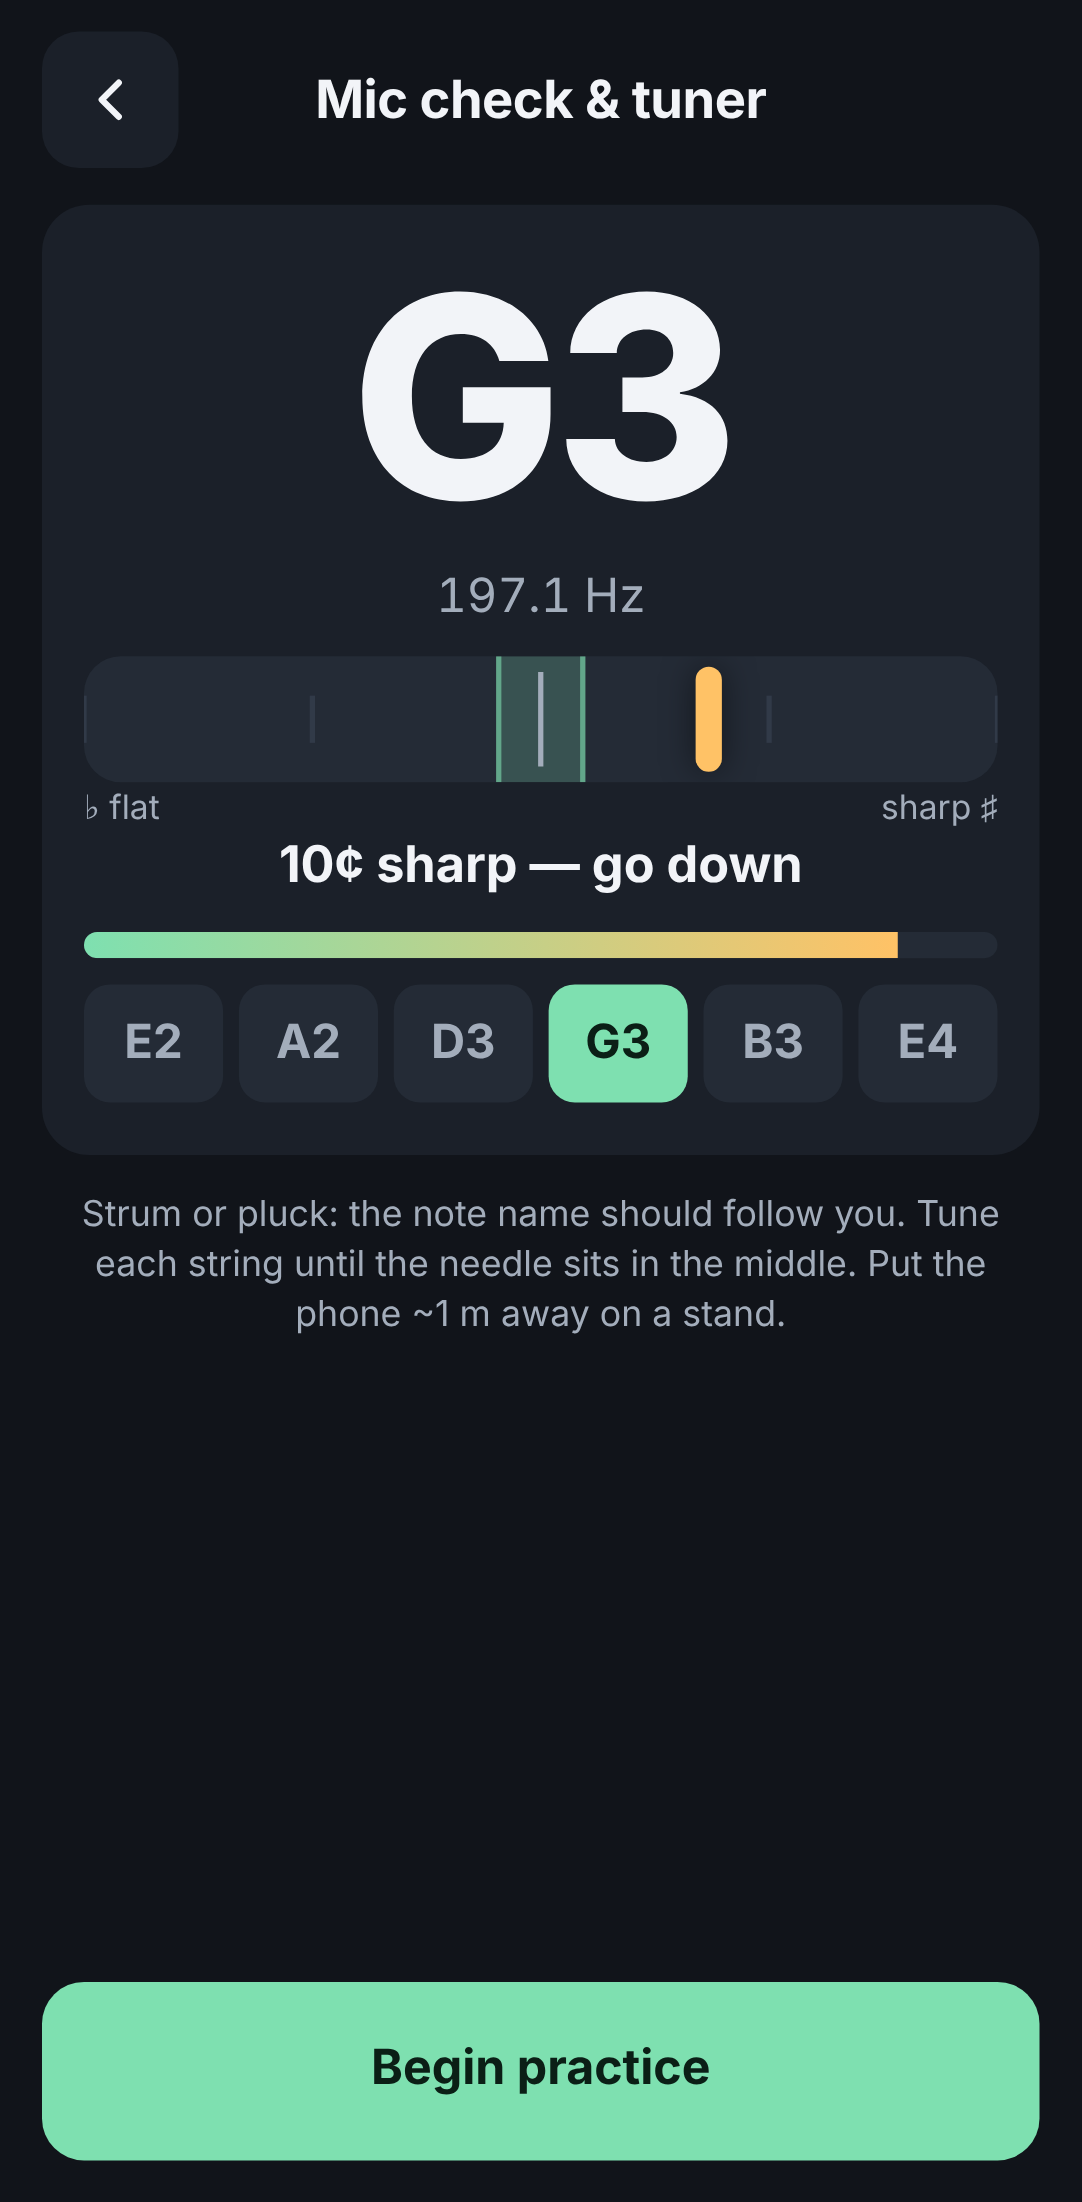 Mic check & tuner
G3
197.1 Hz
♭ flat
sharp ♯
10¢ sharp — go down
E2 A2 D3 G3 B3 E4
Strum or pluck: the note name should follow you. Tune
each string until the needle sits in the middle. Put the
phone ~1 m away on a stand.
Begin practice